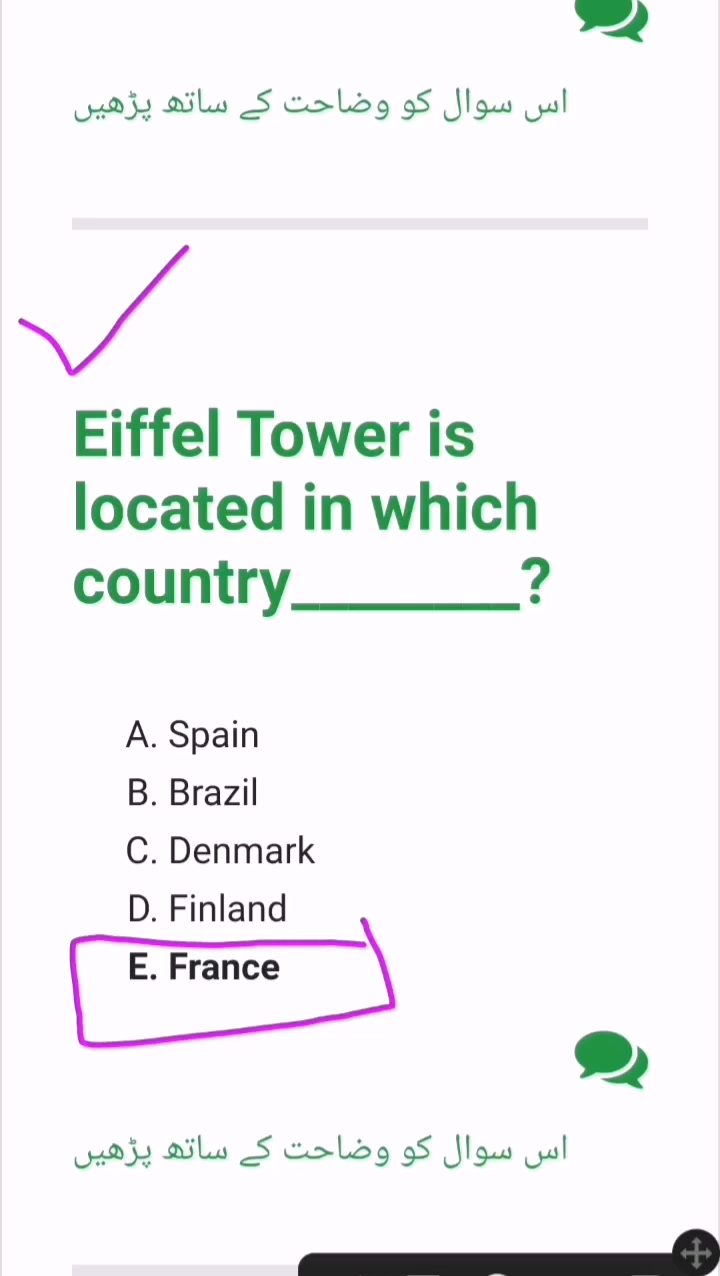 اس سوال کو وضاحت کے ساتھ پڑھیں
Eiffel Tower is
located in which
country________?
A. Spain
B. Brazil
C. Denmark
D. Finland
E. France
اس سوال کو وضاحت کے ساتھ پڑھیں